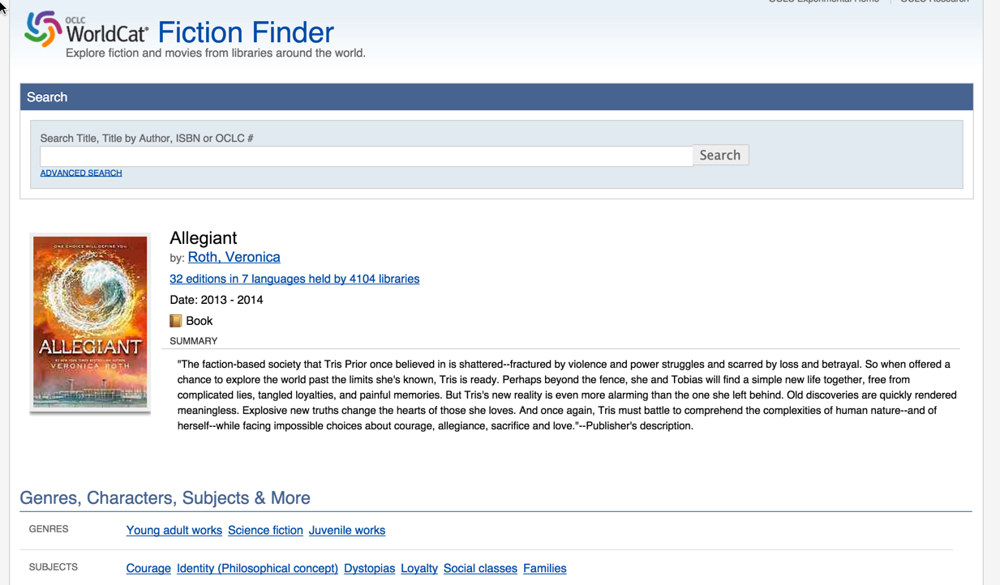 OCLC Experimental Home | OCLC Research
OCLC
WorldCat® Fiction Finder
Explore fiction and movies from libraries around the world.
Search
Search Title, Title by Author, ISBN or OCLC #
Search
ADVANCED SEARCH
ONE CHOICE WILL DEFINE YOU
ALLEGIANT
#1 NEW YORK TIMES BESTSELLING AUTHOR
VERONICA ROTH
Allegiant
by: Roth, Veronica
32 editions in 7 languages held by 4104 libraries
Date: 2013 - 2014
Book
SUMMARY
"The faction-based society that Tris Prior once believed in is shattered--fractured by violence and power struggles and scarred by loss and betrayal. So when offered a
chance to explore the world past the limits she's known, Tris is ready. Perhaps beyond the fence, she and Tobias will find a simple new life together, free from
complicated lies, tangled loyalties, and painful memories. But Tris's new reality is even more alarming than the one she left behind. Old discoveries are quickly rendered
meaningless. Explosive new truths change the hearts of those she loves. And once again, Tris must battle to comprehend the complexities of human nature--and of
herself--while facing impossible choices about courage, allegiance, sacrifice and love."--Publisher's description.
Genres, Characters, Subjects & More
GENRES Young adult works Science fiction Juvenile works
SUBJECTS Courage Identity (Philosophical concept) Dystopias Loyalty Social classes Families